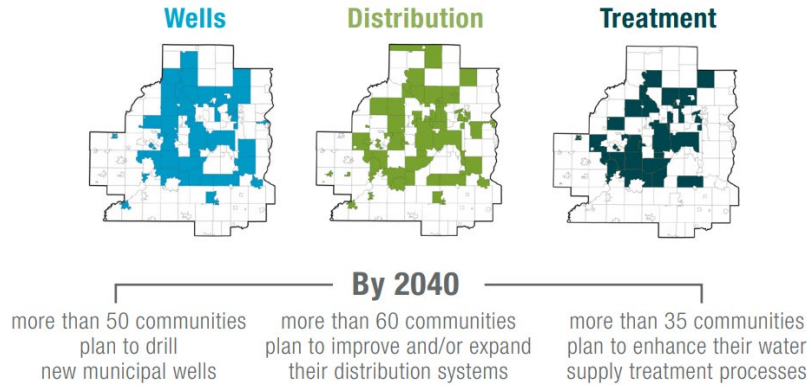 Wells
Distribution
Treatment
By 2040
more than 50 communities
plan to drill
new municipal wells
more than 60 communities
plan to improve and/or expand
their distribution systems
more than 35 communities
plan to enhance their water
supply treatment processes